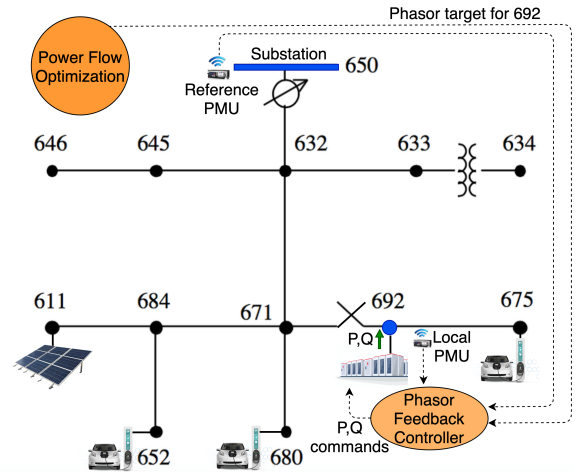 Phasor target for 692
Power Flow
Optimization
Substation
650
Reference
PMU
646
645
632
633
634
611
684
671
692
675
P,Q
Local
PMU
Phasor
Feedback
Controller
P,Q
commands
652
680